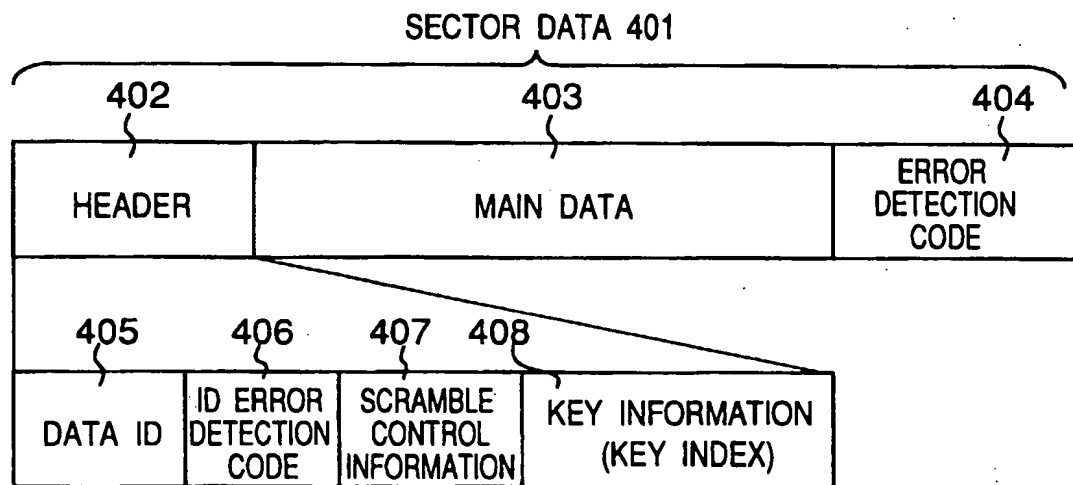 SECTOR DATA 401
402 403 404
HEADER
MAIN DATA
ERROR
DETECTION
CODE
405 406 407 408
DATA ID
ID ERROR
DETECTION
CODE
SCRAMBLE
CONTROL
INFORMATION
KEY INFORMATION
(KEY INDEX)